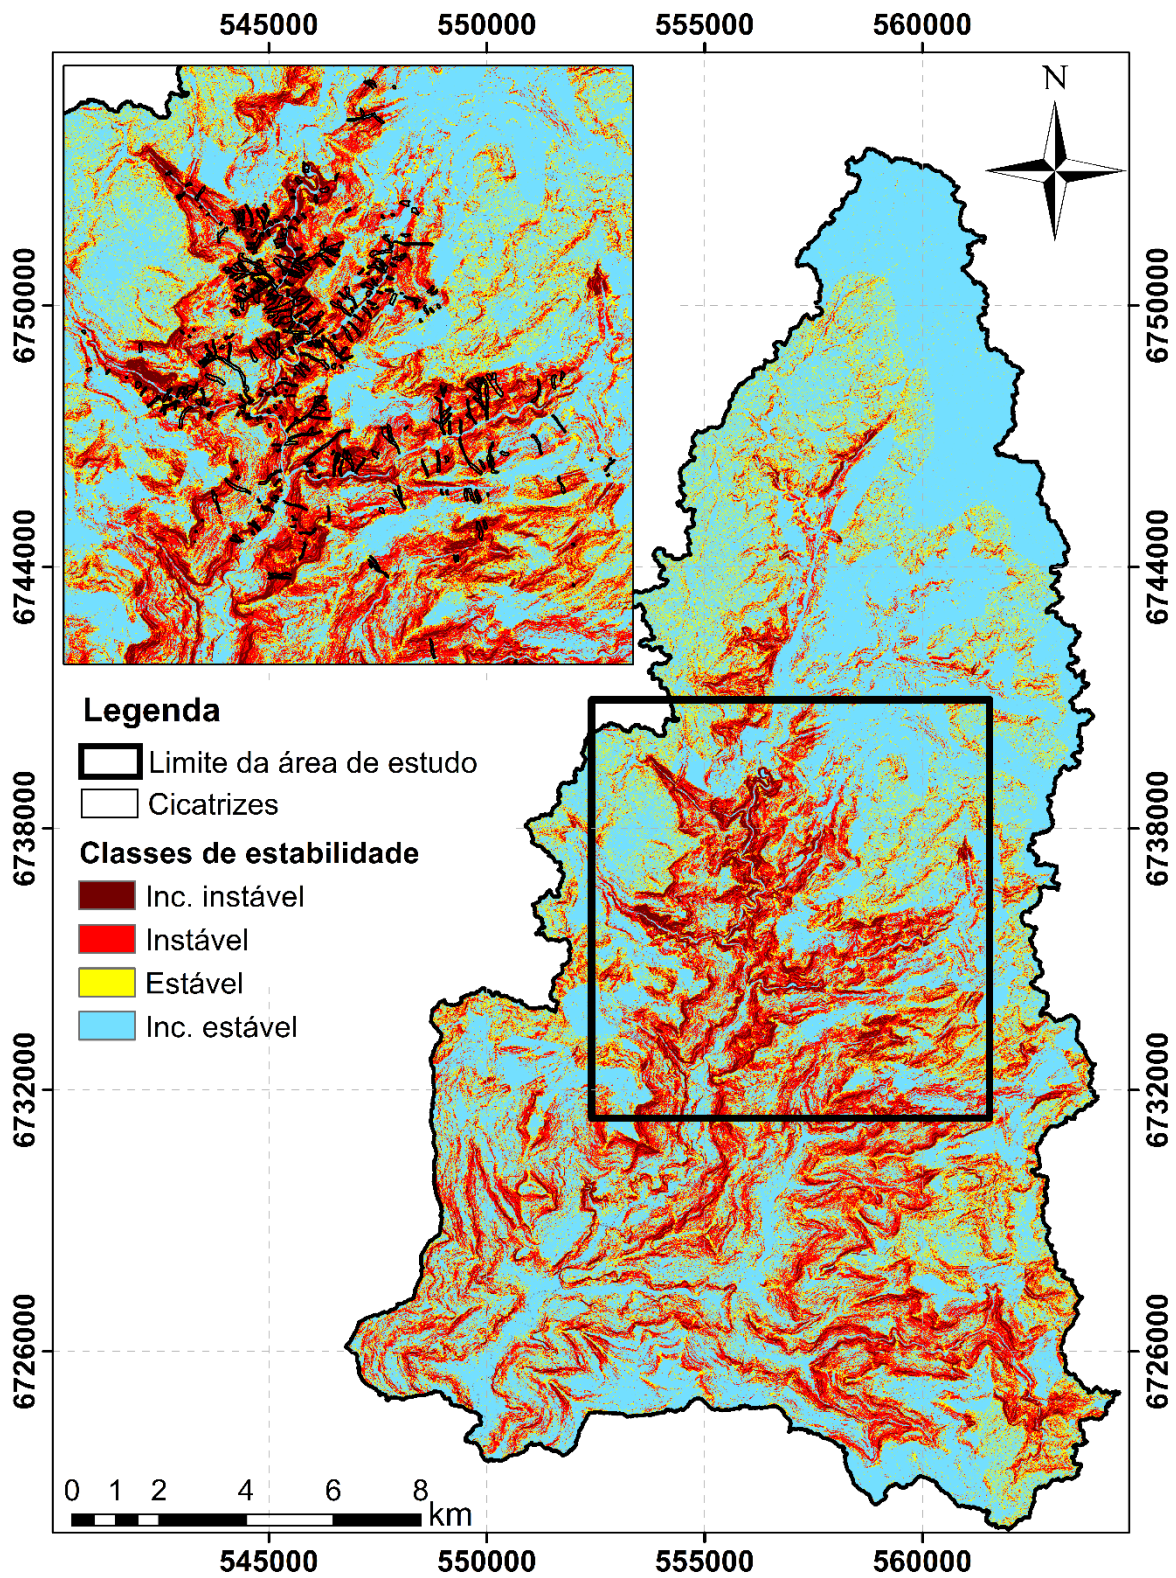 545000 550000 555000 560000
N
6750000 6750000
6744000 6744000
Legenda
Limite da área de estudo
Cicatrizes
6738000 6738000
Classes de estabilidade
Inc. instável
Instável
Estável
Inc. estável
6732000 6732000
6726000 6726000
0 1 2 4 6 8 km
545000 550000 555000 560000